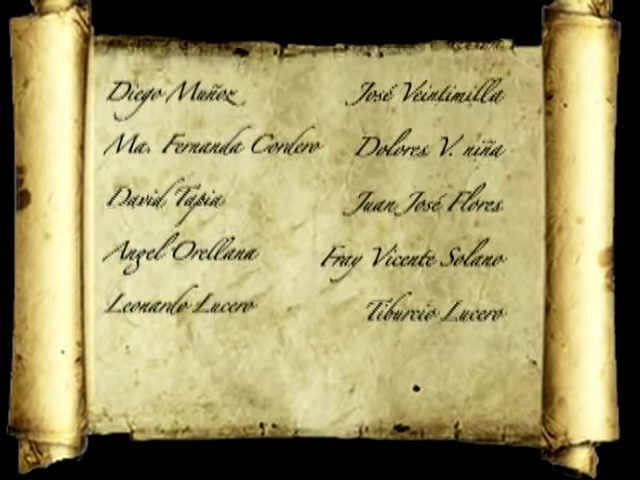 Diego Muñoz José Veintimilla
Ma. Fernanda Cordero Dolores V. niña
David Tapia Juan José Flores
Angel Orellana Fray Vicente Solano
Leonardo Lucero Tiburcio Lucero